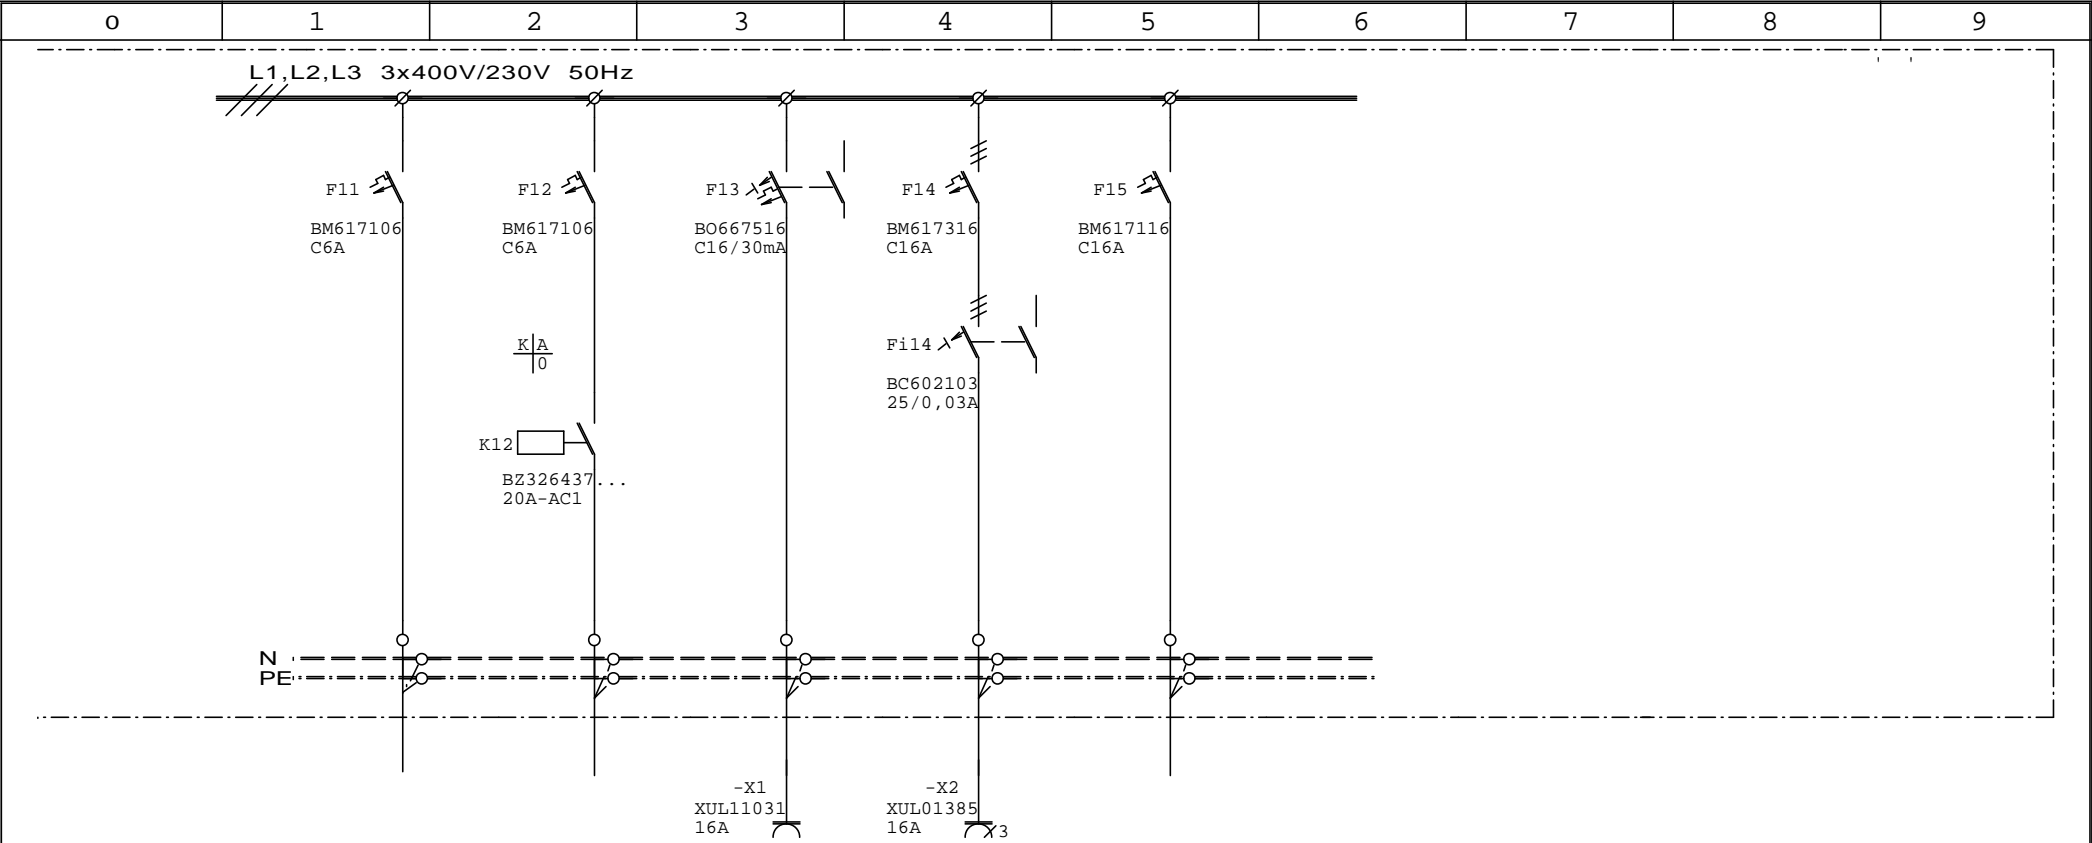 0 1 2 3 4 5 6 7 8 9
L1,L2,L3 3x400V/230V 50Hz
F11 F12 F13 F14 F15
BM617106 BM617106 BO667516 BM617316 BM617116
C6A C6A C16/30mA C16A C16A
K A Fi14
0
BC602103
25/0,03A
K12
BZ326437...
20A-AC1
N
PE
-X1 -X2
XUL11031 XUL01385
16A 16A 3